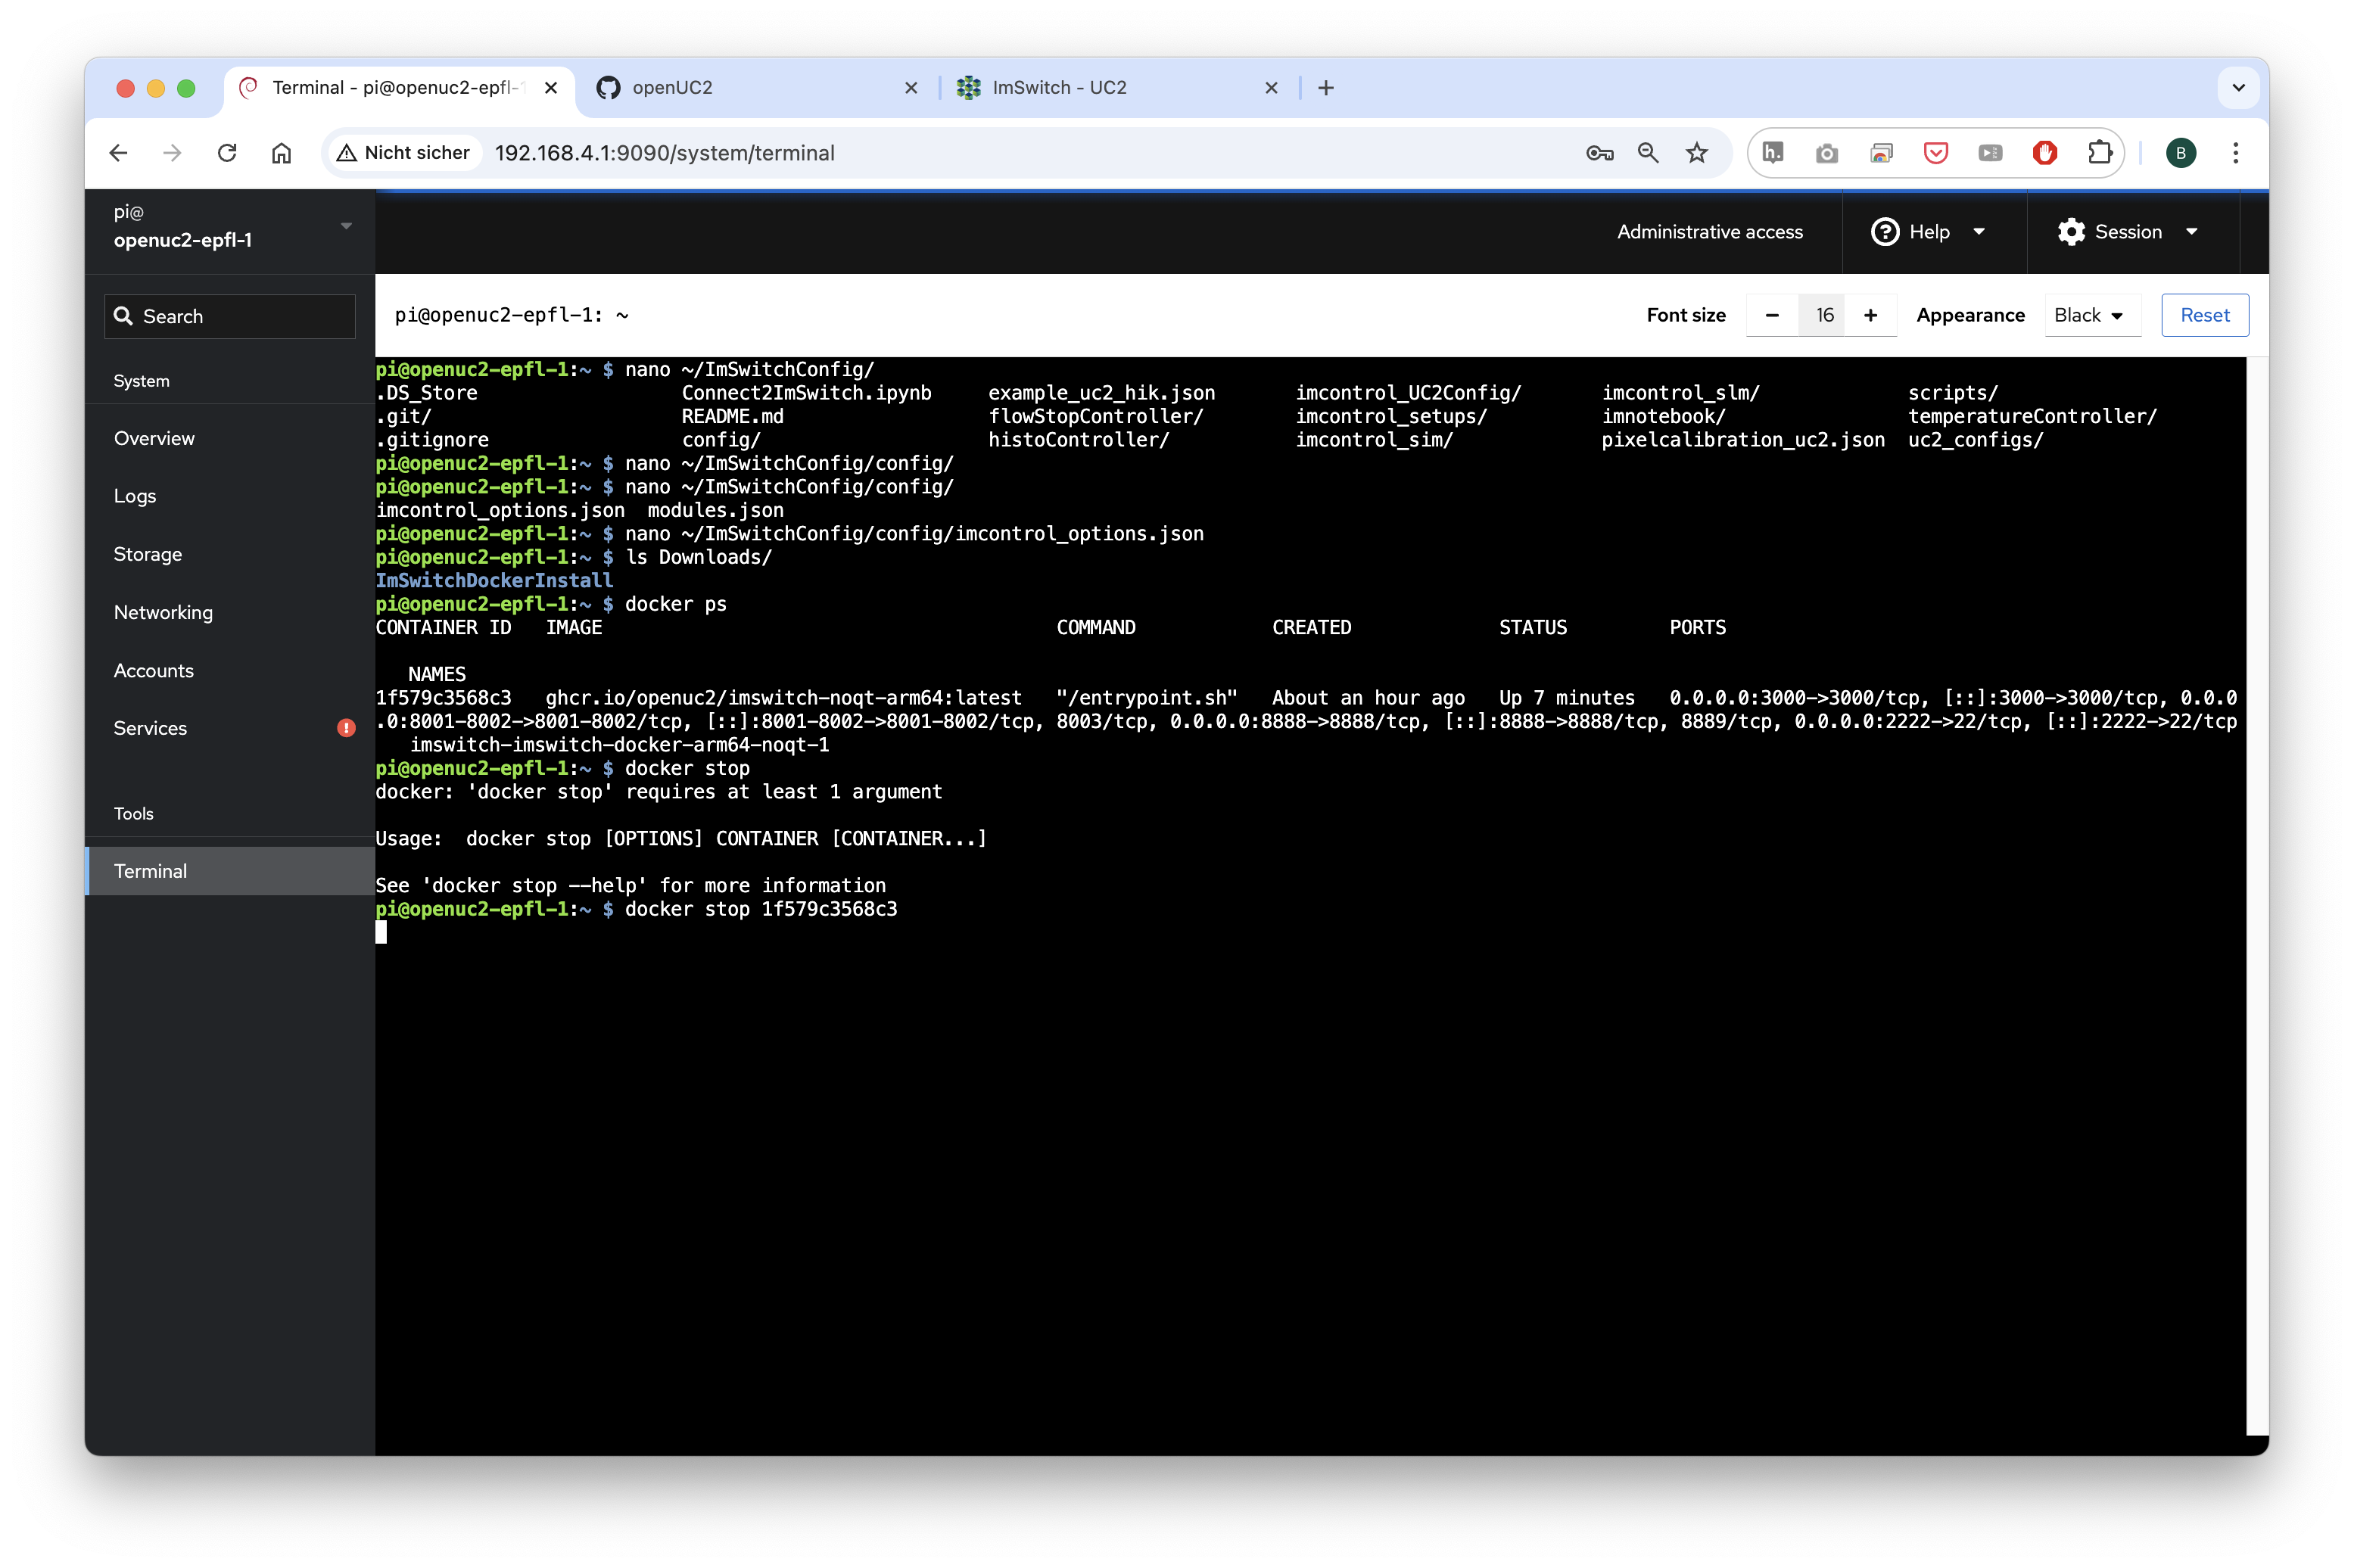 Terminal - pi@openuc2-epfl-1
openUC2
ImSwitch - UC2
Nicht sicher
192.168.4.1:9090/system/terminal
h.
B
pi@
openuc2-epfl-1
Administrative access
Help
Session
Search
pi@openuc2-epfl-1: ~
Font size
16
Appearance
Black
Reset
System
Overview
Logs
Storage
Networking
Accounts
Services
Tools
Terminal
pi@openuc2-epfl-1:~ $ nano ~/ImSwitchConfig/
.DS_Store Connect2ImSwitch.ipynb example_uc2_hik.json imcontrol_UC2Config/ imcontrol_slm/ scripts/
.git/ README.md flowStopController/ imcontrol_setups/ imnotebook/ temperatureController/
.gitignore config/ histoController/ imcontrol_sim/ pixelcalibration_uc2.json uc2_configs/
pi@openuc2-epfl-1:~ $ nano ~/ImSwitchConfig/config/
pi@openuc2-epfl-1:~ $ nano ~/ImSwitchConfig/config/
imcontrol_options.json modules.json
pi@openuc2-epfl-1:~ $ nano ~/ImSwitchConfig/config/imcontrol_options.json
pi@openuc2-epfl-1:~ $ ls Downloads/
ImSwitchDockerInstall
pi@openuc2-epfl-1:~ $ docker ps
CONTAINER ID IMAGE COMMAND CREATED STATUS PORTS
NAMES
1f579c3568c3 ghcr.io/openuc2/imswitch-noqt-arm64:latest "/entrypoint.sh" About an hour ago Up 7 minutes 0.0.0.0:3000->3000/tcp, [::]:3000->3000/tcp, 0.0.0
.0:8001-8002->8001-8002/tcp, [::]:8001-8002->8001-8002/tcp, 8003/tcp, 0.0.0.0:8888->8888/tcp, [::]:8888->8888/tcp, 8889/tcp, 0.0.0.0:2222->22/tcp, [::]:2222->22/tcp
imswitch-imswitch-docker-arm64-noqt-1
pi@openuc2-epfl-1:~ $ docker stop
docker: 'docker stop' requires at least 1 argument
Usage:  docker stop [OPTIONS] CONTAINER [CONTAINER...]
See 'docker stop --help' for more information
pi@openuc2-epfl-1:~ $ docker stop 1f579c3568c3